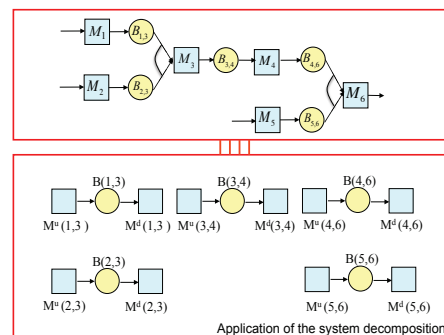 M1 B1,3
M2 B2,3 M3 B3,4 M4 B4,6
M5 B5,6 M6
B(1,3) B(3,4) B(4,6)
Mᵘ(1,3 ) Mᵈ(1,3 ) Mᵘ(3,4) Mᵈ(3,4) Mᵘ(4,6) Mᵈ(4,6)
B(2,3) B(5,6)
Mᵘ(2,3) Mᵈ(2,3) Mᵘ(5,6) Mᵈ(5,6)
Application of the system decomposition